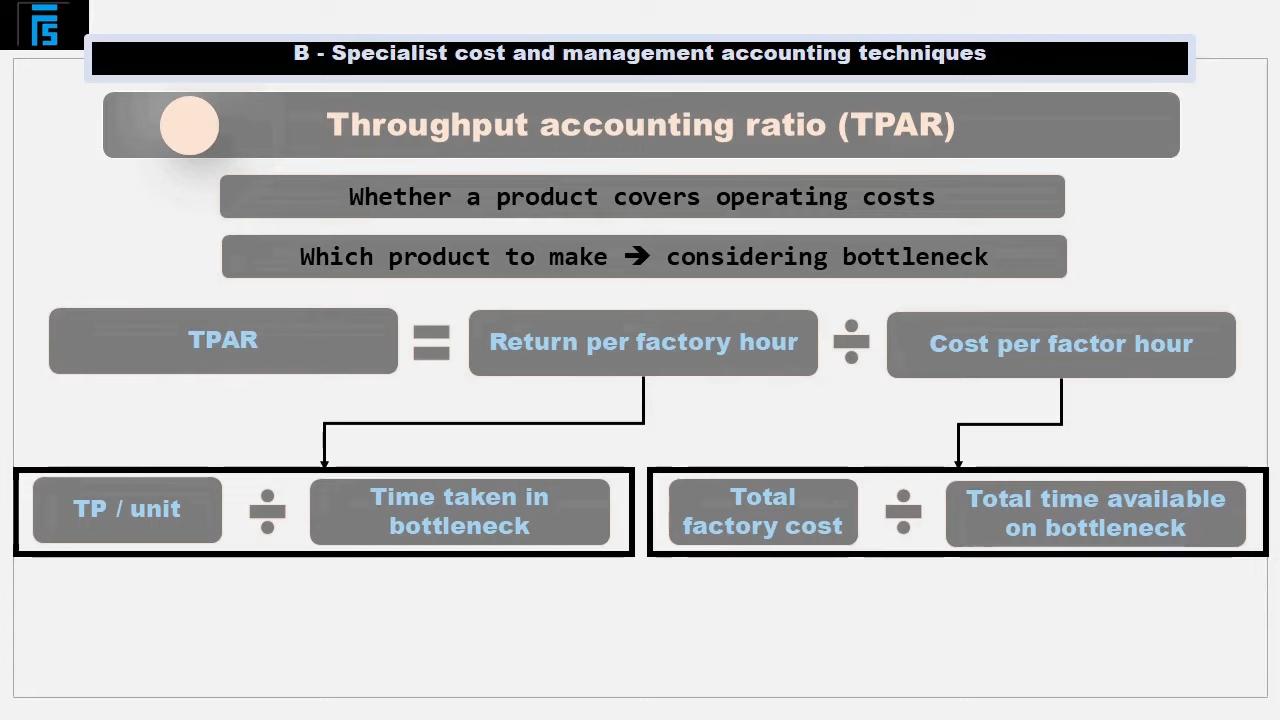 B - Specialist cost and management accounting techniques
Throughput accounting ratio (TPAR)
Whether a product covers operating costs
Which product to make ➔ considering bottleneck
TPAR = Return per factory hour ÷ Cost per factor hour
TP / unit ÷ Time taken in
bottleneck
Total
factory cost ÷ Total time available
on bottleneck